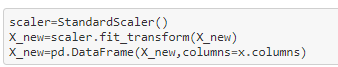 scaler=StandardScaler()
X_new=scaler.fit_transform(X_new)
X_new=pd.DataFrame(X_new,columns=x.columns)